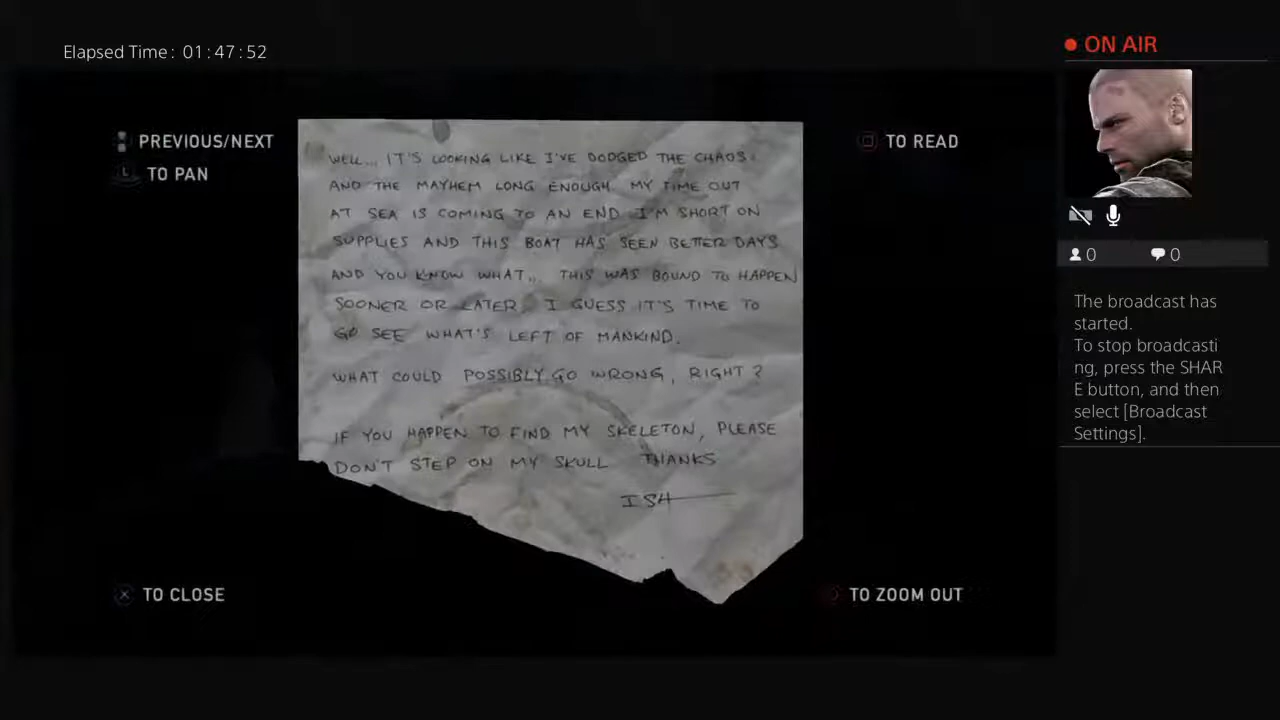 Elapsed Time: 01:47:52
ON AIR
PREVIOUS/NEXT
L TO PAN
TO READ
WELL... IT'S LOOKING LIKE I'VE DODGED THE CHAOS
AND THE MAYHEM LONG ENOUGH. MY TIME OUT
AT SEA IS COMING TO AN END. I'M SHORT ON
SUPPLIES AND THIS BOAT HAS SEEN BETTER DAYS
AND YOU KNOW WHAT... THIS WAS BOUND TO HAPPEN
SOONER OR LATER. I GUESS IT'S TIME TO
GO SEE WHAT'S LEFT OF MANKIND.
WHAT COULD POSSIBLY GO WRONG, RIGHT?
IF YOU HAPPEN TO FIND MY SKELETON, PLEASE
DON'T STEP ON MY SKULL THANKS
ISH
TO CLOSE
TO ZOOM OUT
0 0
The broadcast has
started.
To stop broadcasti
ng, press the SHAR
E button, and then
select [Broadcast
Settings].